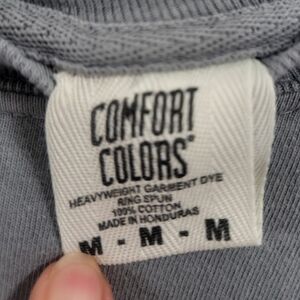 COMFORT
COLORS®
HEAVYWEIGHT GARMENT DYE
RING SPUN
100% COTTON
MADE IN HONDURAS
M - M - M